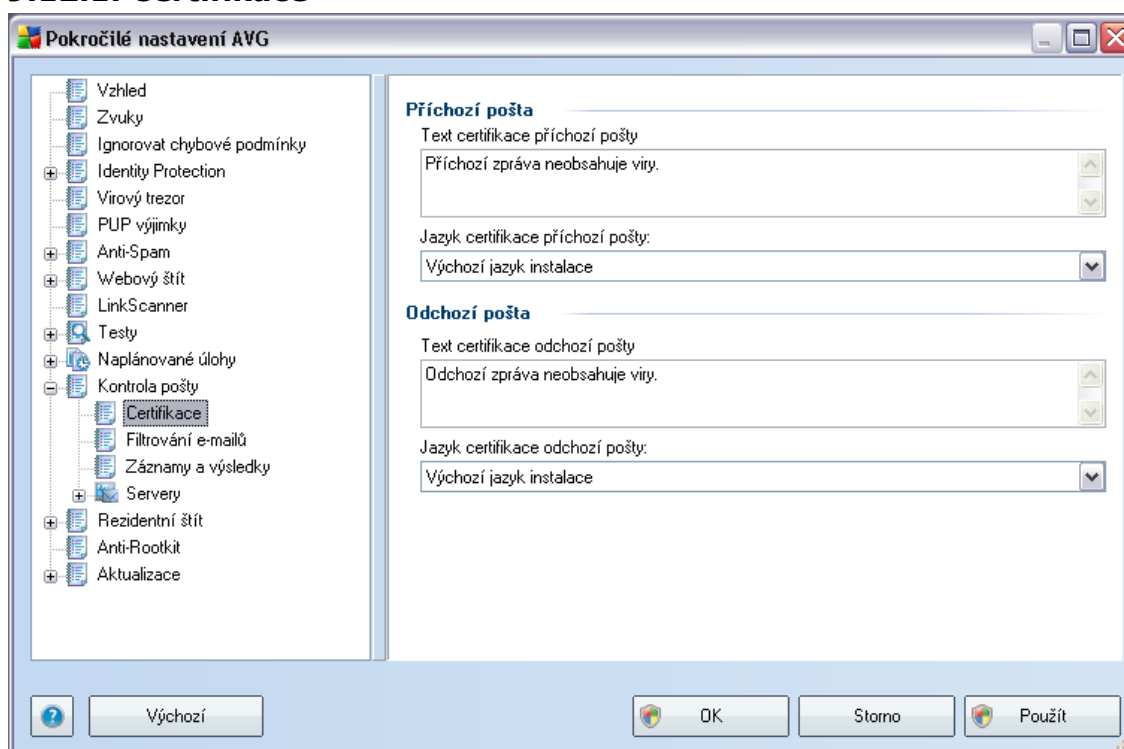 Pokročilé nastavení AVG
Vzhled
Zvuky
Ignorovat chybové podmínky
Identity Protection
Virový trezor
PUP výjimky
Anti-Spam
Webový štít
LinkScanner
Testy
Naplánované úlohy
Kontrola pošty
Certifikace
Filtrování e-mailů
Záznamy a výsledky
Servery
Rezidentní štít
Anti-Rootkit
Aktualizace
Příchozí pošta
Text certifikace příchozí pošty
Příchozí zpráva neobsahuje viry.
Jazyk certifikace příchozí pošty:
Výchozí jazyk instalace
Odchozí pošta
Text certifikace odchozí pošty
Odchozí zpráva neobsahuje viry.
Jazyk certifikace odchozí pošty:
Výchozí jazyk instalace
Výchozí
OK
Storno
Použít